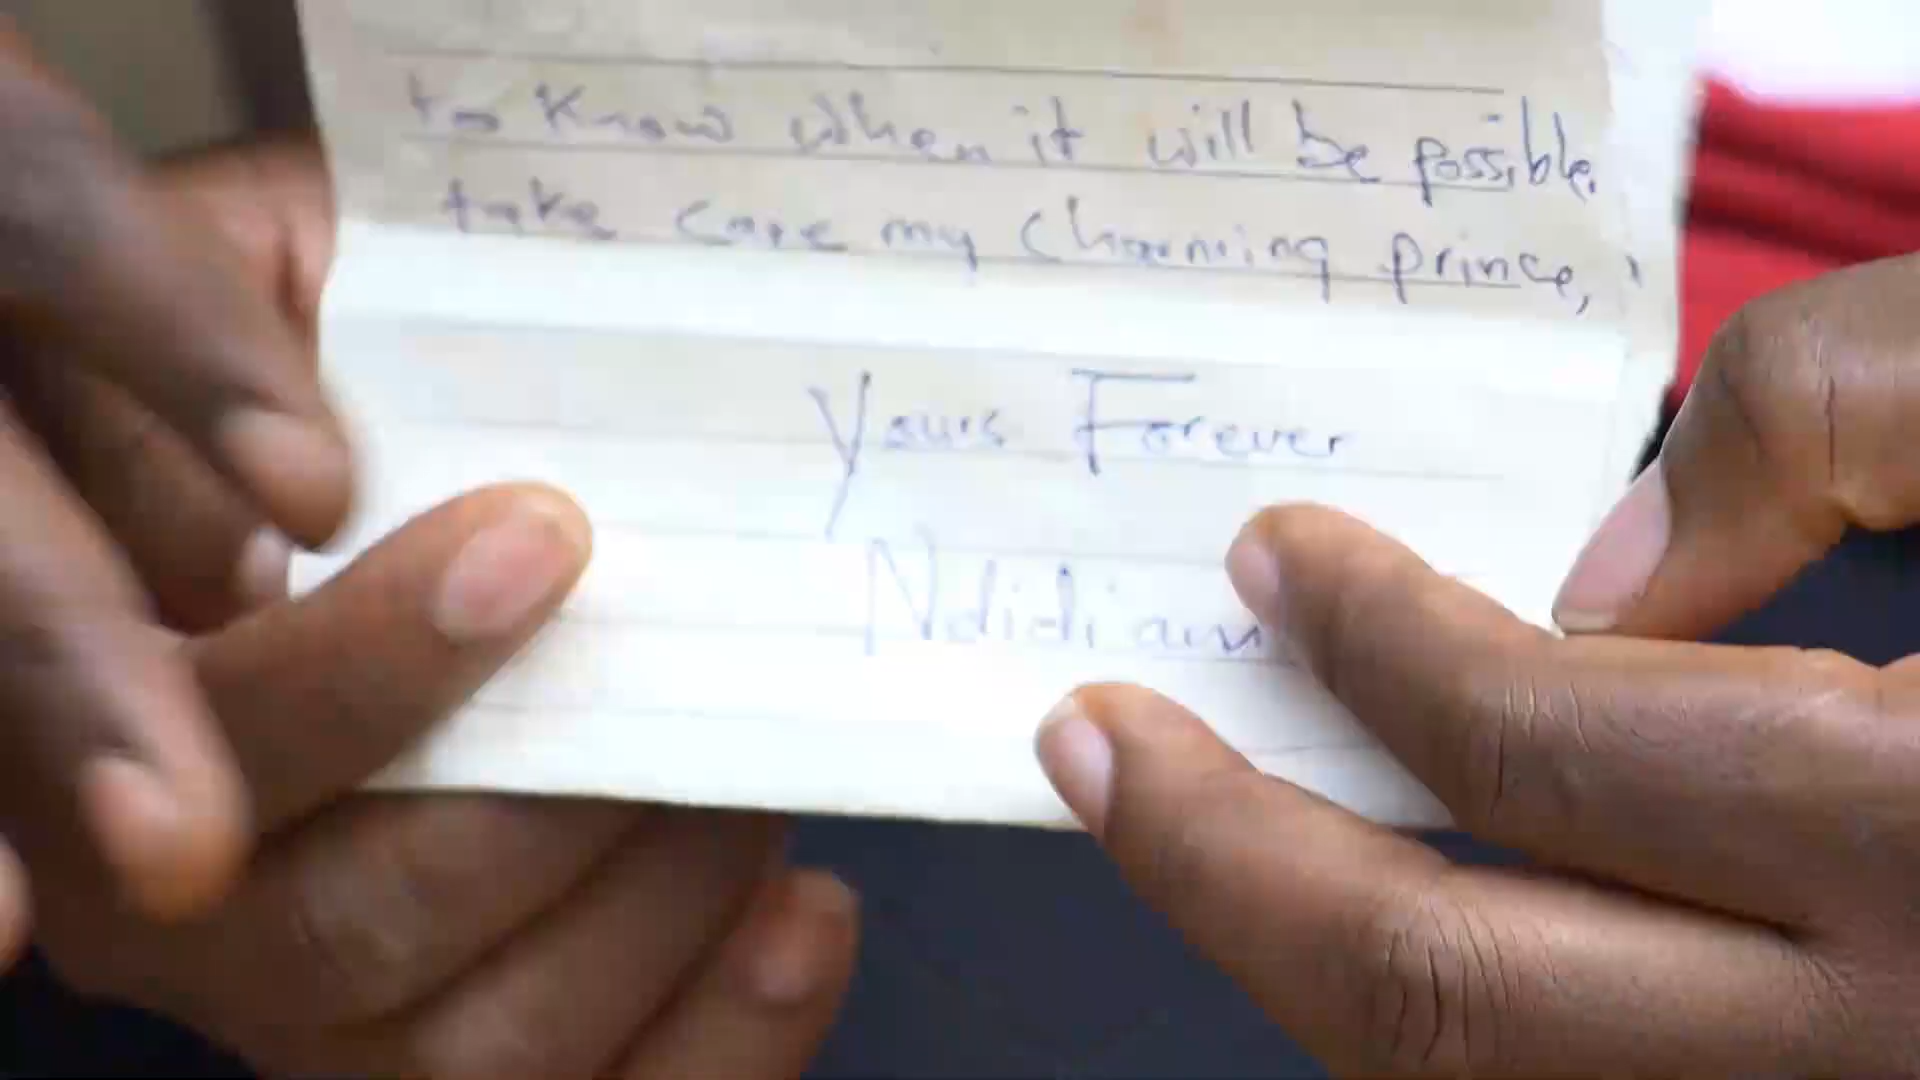 to Know when it will be possible.
take care my charming prince,
Yours Forever